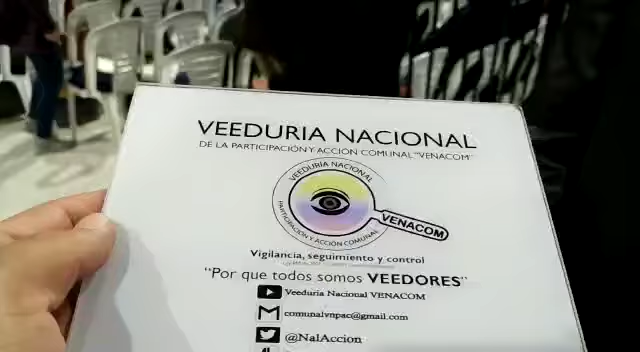 VEEDURIA NACIONAL
DE LA PARTICIPACIÓN Y ACCIÓN COMUNAL "VENACOM"
VEEDURÍA NACIONAL
PARTICIPACIÓN Y ACCIÓN COMUNAL
VENACOM
Vigilancia, seguimiento y control
"Por que todos somos VEEDORES"
Veeduria Nacional VENACOM
comunalvnpac@gmail.com
@NalAccion